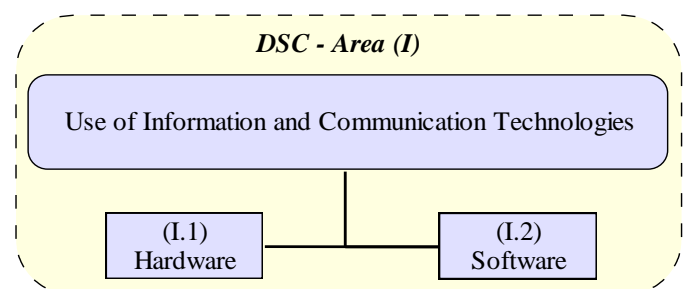 DSC - Area (I)
Use of Information and Communication Technologies
(I.1)
Hardware
(I.2)
Software